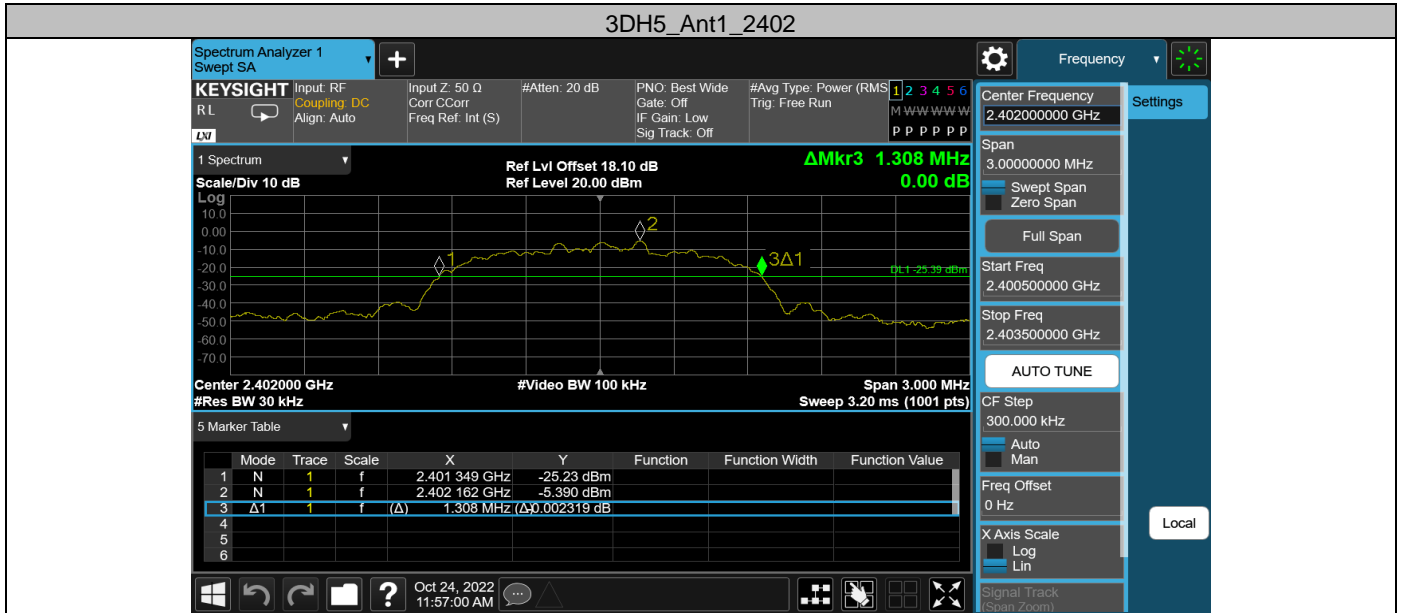 3DH5_Ant1_2402
Spectrum Analyzer 1
Swept SA
+
Frequency
KEYSIGHT
RL
LXI
Input: RF
Coupling: DC
Align: Auto
Input Z: 50 Ω
Corr CCorr
Freq Ref: Int (S)
#Atten: 20 dB
PNO: Best Wide
Gate: Off
IF Gain: Low
Sig Track: Off
#Avg Type: Power (RMS
Trig: Free Run
1 2 3 4 5 6
M W W W W W
P P P P P P
1 Spectrum
Scale/Div 10 dB
Ref Lvl Offset 18.10 dB
Ref Level 20.00 dBm
ΔMkr3 1.308 MHz
0.00 dB
Log
10.0
0.00
-10.0
-20.0
-30.0
-40.0
-50.0
-60.0
-70.0
1
2
3Δ1
DL1 -25.39 dBm
Center 2.402000 GHz
#Video BW 100 kHz
Span 3.000 MHz
#Res BW 30 kHz
Sweep 3.20 ms (1001 pts)
5 Marker Table
Mode Trace Scale X Y Function Function Width Function Value
1 N 1 f 2.401 349 GHz -25.23 dBm
2 N 1 f 2.402 162 GHz -5.390 dBm
3 Δ1 1 f (Δ) 1.308 MHz (Δ) -0.002319 dB
4
5
6
Center Frequency
2.402000000 GHz
Settings
Span
3.00000000 MHz
Swept Span
Zero Span
Full Span
Start Freq
2.400500000 GHz
Stop Freq
2.403500000 GHz
AUTO TUNE
CF Step
300.000 kHz
Auto
Man
Freq Offset
0 Hz
X Axis Scale
Log
Lin
Signal Track
(Span Zoom)
Local
?
Oct 24, 2022
11:57:00 AM